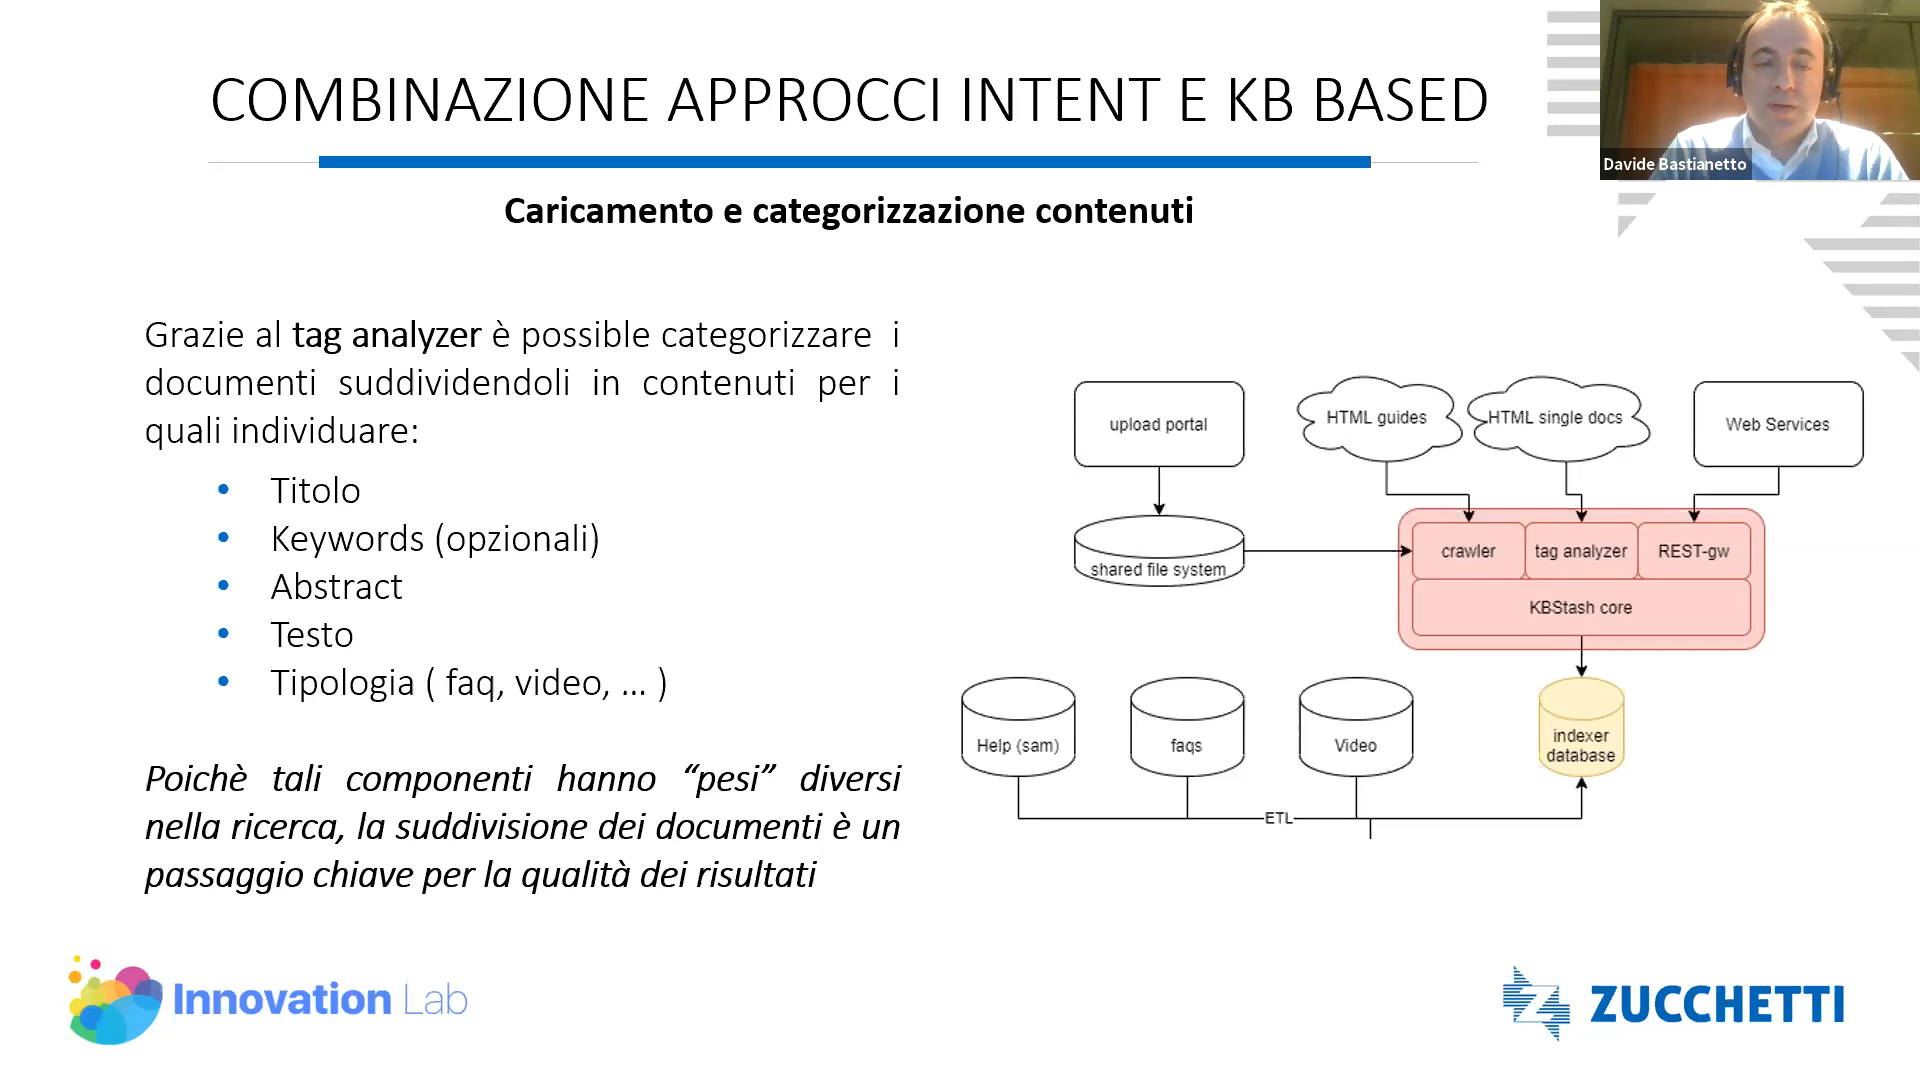 COMBINAZIONE APPROCCI INTENT E KB BASED
Davide Bastianetto
Caricamento e categorizzazione contenuti
Grazie al tag analyzer è possibile categorizzare i
documenti suddividendoli in contenuti per i
quali individuare:
• Titolo
• Keywords (opzionali)
• Abstract
• Testo
• Tipologia ( faq, video, ... )
Poichè tali componenti hanno “pesi” diversi
nella ricerca, la suddivisione dei documenti è un
passaggio chiave per la qualità dei risultati
upload portal
HTML guides
HTML single docs
Web Services
shared file system
crawler
tag analyzer
REST-gw
KBStash core
Help (sam)
faqs
Video
indexer
database
ETL
Innovation Lab
ZUCCHETTI